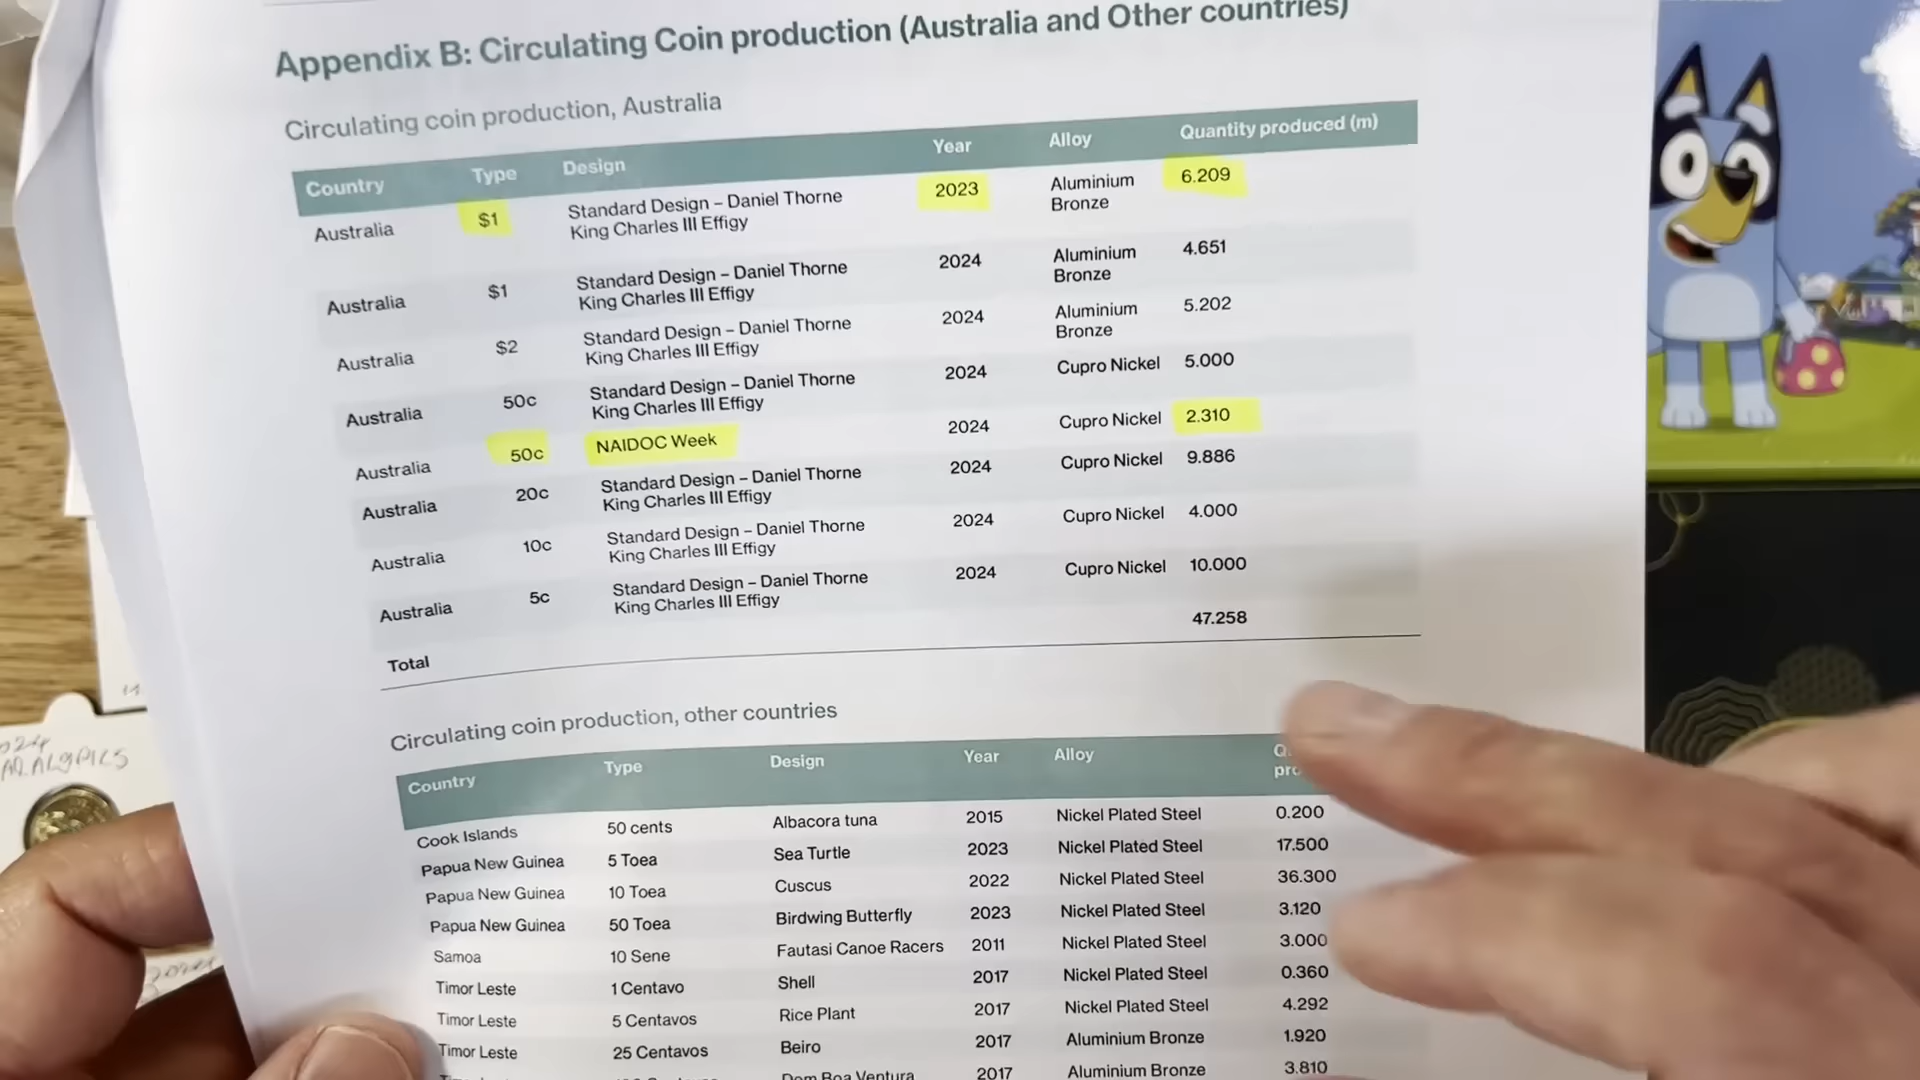 Appendix B: Circulating Coin production (Australia and Other countries)
Circulating coin production, Australia
Country Type Design Year Alloy Quantity produced (m)
Australia $1 Standard Design – Daniel Thorne King Charles III Effigy 2023 Aluminium Bronze 6.209
Australia $1 Standard Design – Daniel Thorne King Charles III Effigy 2024 Aluminium Bronze 4.651
Australia $2 Standard Design – Daniel Thorne King Charles III Effigy 2024 Aluminium Bronze 5.202
Australia 50c Standard Design – Daniel Thorne King Charles III Effigy 2024 Cupro Nickel 5.000
Australia 50c NAIDOC Week 2024 Cupro Nickel 2.310
Australia 20c Standard Design – Daniel Thorne King Charles III Effigy 2024 Cupro Nickel 9.886
Australia 10c Standard Design – Daniel Thorne King Charles III Effigy 2024 Cupro Nickel 4.000
Australia 5c Standard Design – Daniel Thorne King Charles III Effigy 2024 Cupro Nickel 10.000
Total 47.258
Circulating coin production, other countries
Country Type Design Year Alloy
Cook Islands 50 cents Albacora tuna 2015 Nickel Plated Steel 0.200
Papua New Guinea 5 Toea Sea Turtle 2023 Nickel Plated Steel 17.500
Papua New Guinea 10 Toea Cuscus 2022 Nickel Plated Steel 36.300
Papua New Guinea 50 Toea Birdwing Butterfly 2023 Nickel Plated Steel 3.120
Samoa 10 Sene Fautasi Canoe Racers 2011 Nickel Plated Steel 3.000
Timor Leste 1 Centavo Shell 2017 Nickel Plated Steel 0.360
Timor Leste 5 Centavos Rice Plant 2017 Nickel Plated Steel 4.292
Timor Leste 25 Centavos Beiro 2017 Aluminium Bronze 1.920
Dom Boa Ventura 2017 Aluminium Bronze 3.810